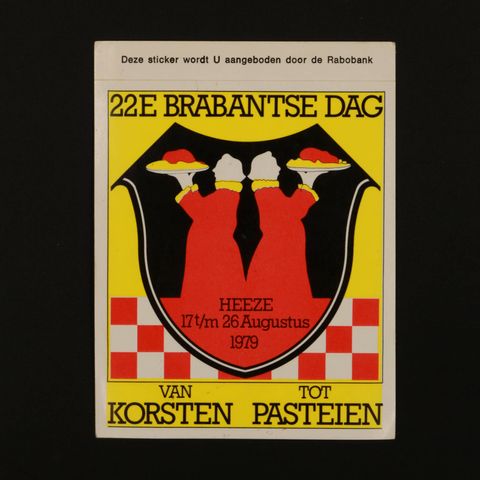 Deze sticker wordt U aangeboden door de Rabobank
22E BRABANTSE DAG
HEEZE
17 t/m 26 Augustus
1979
VAN TOT
KORSTEN PASTEIEN